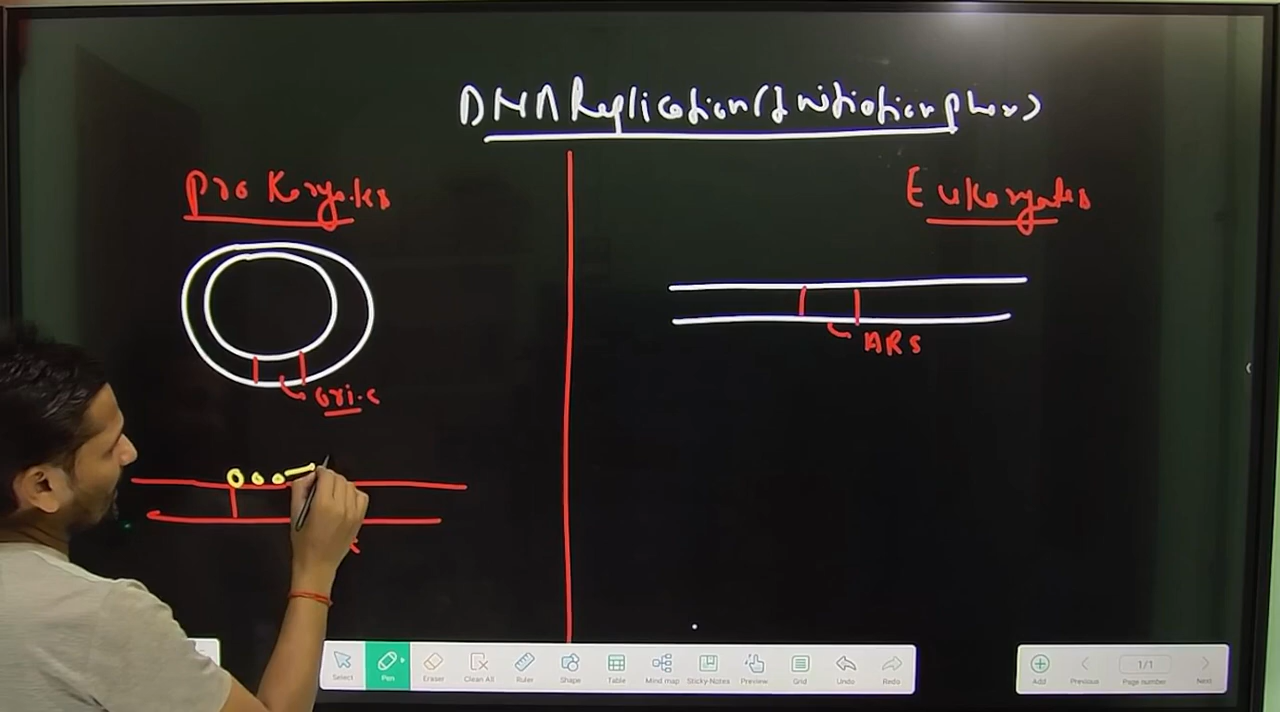 DNA Replication (Initiation phase)
Prokaryotes
Eukaryotes
ARS
Ori.c
Select
Pen
Eraser
Clean All
Ruler
Shape
Table
Mind map
Sticky-Notes
Preview
Grid
Undo
Redo
Add
Previous
1/1
Page number
Next